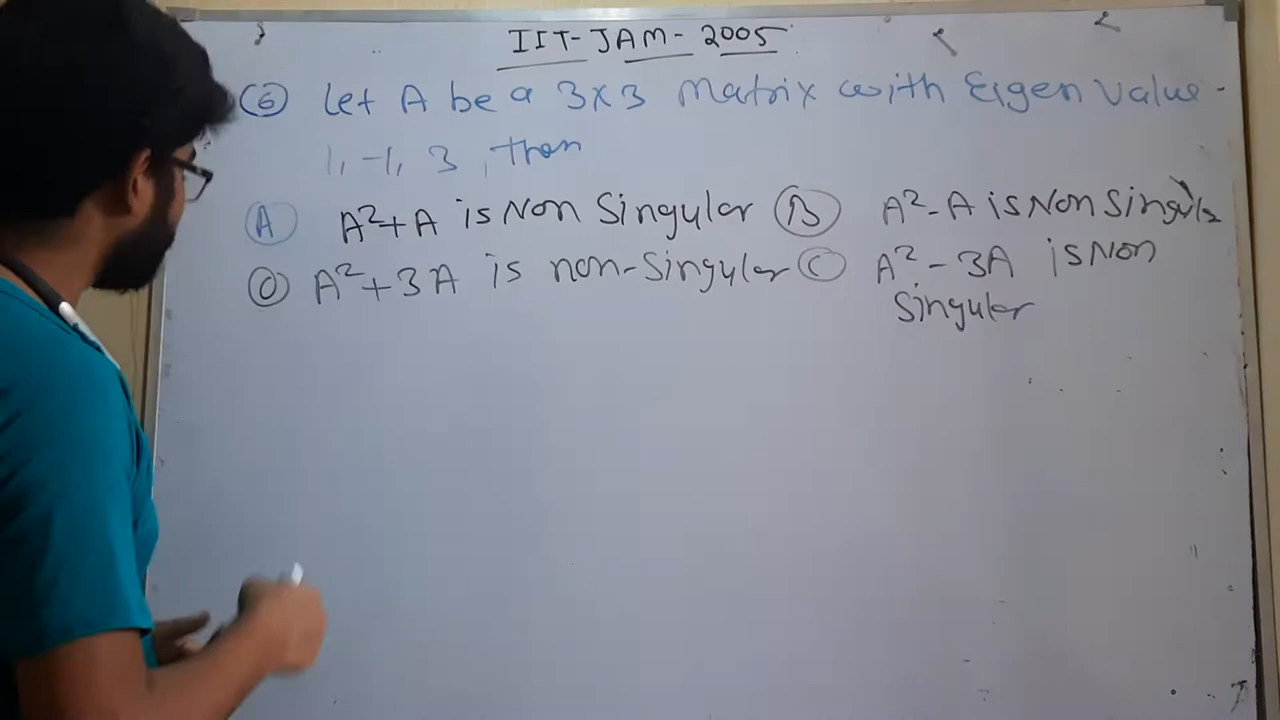 IIT-JAM-2005
(6) Let A be a 3x3 Matrix with Eigen Value-
1, -1, 3, then
(A) A²+A is Non Singular (B) A²-A is Non Singular
(D) A²+3A is non-Singular (C) A²-3A is Non
Singular